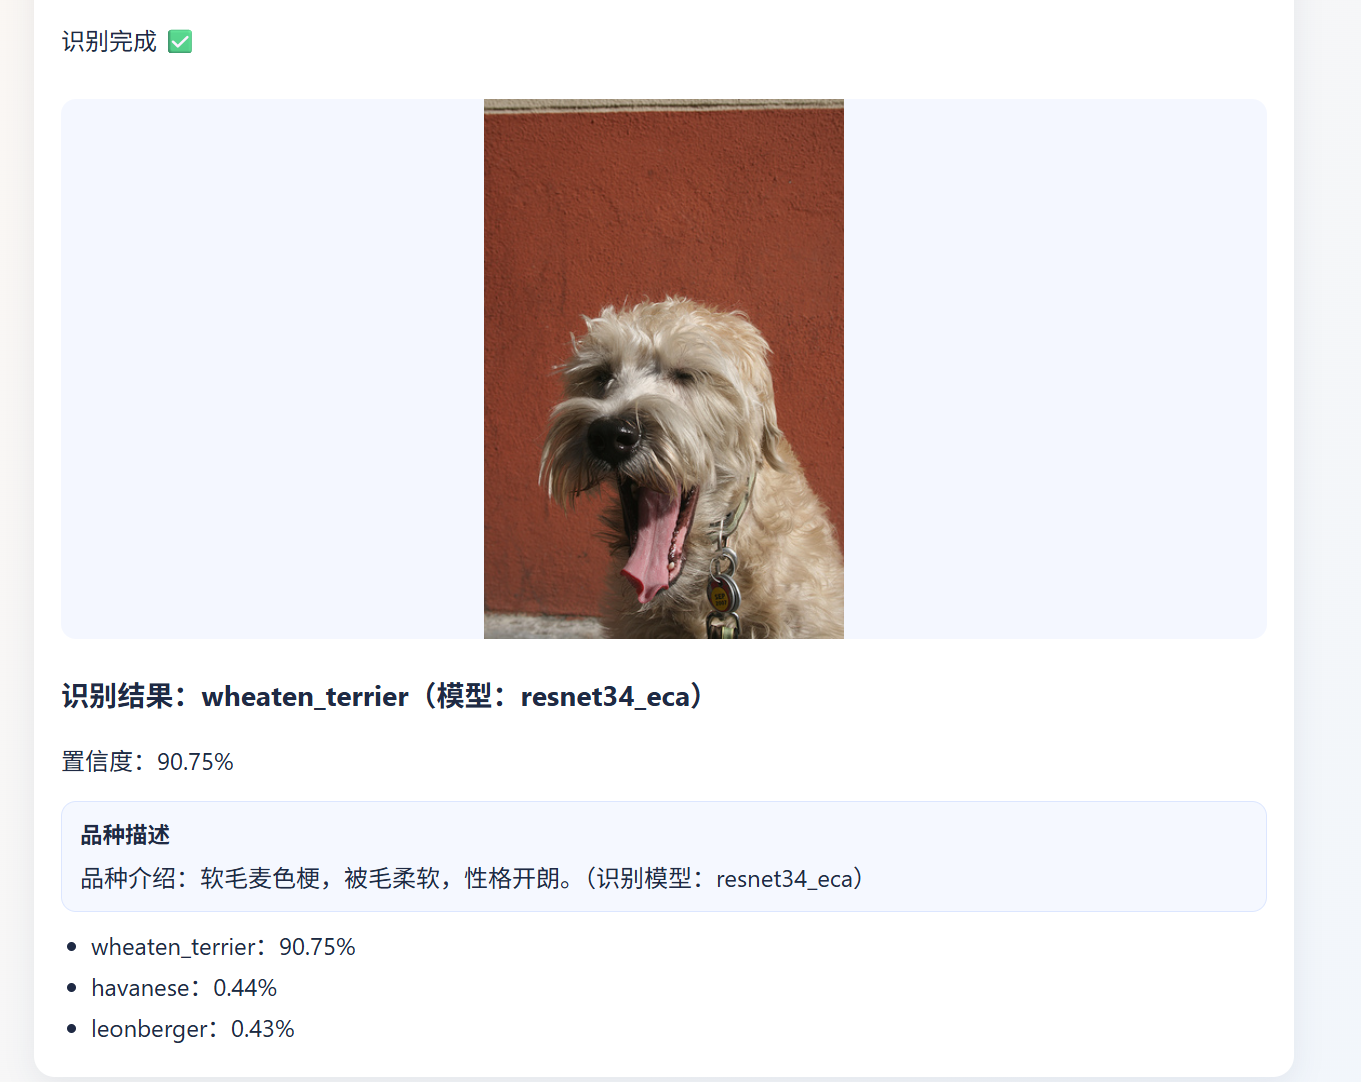 识别完成 ✅
识别结果：wheaten_terrier（模型：resnet34_eca）
置信度：90.75%
品种描述
品种介绍：软毛麦色梗，被毛柔软，性格开朗。（识别模型：resnet34_eca）
wheaten_terrier：90.75%
havanese：0.44%
leonberger：0.43%